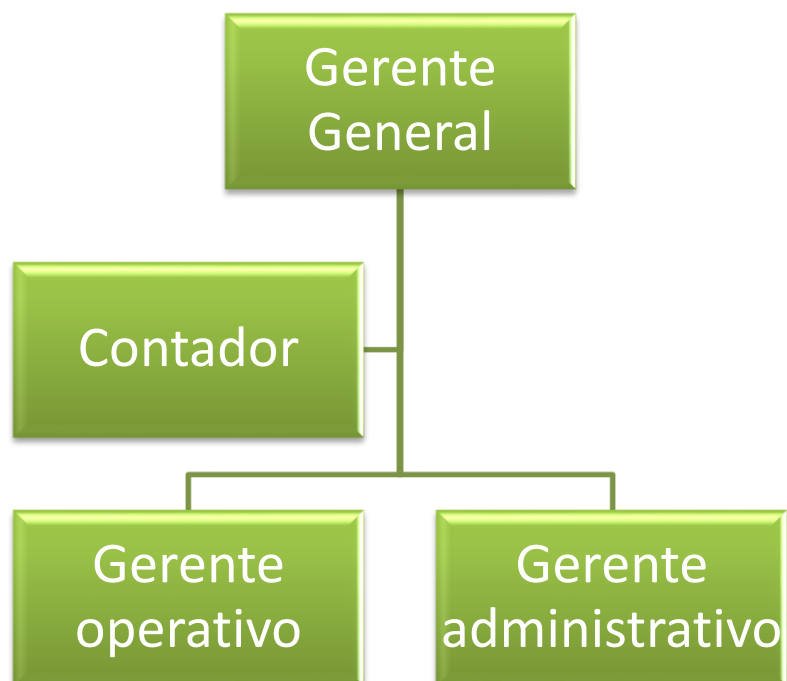 Gerente
General
Contador
Gerente
operativo
Gerente
administrativo